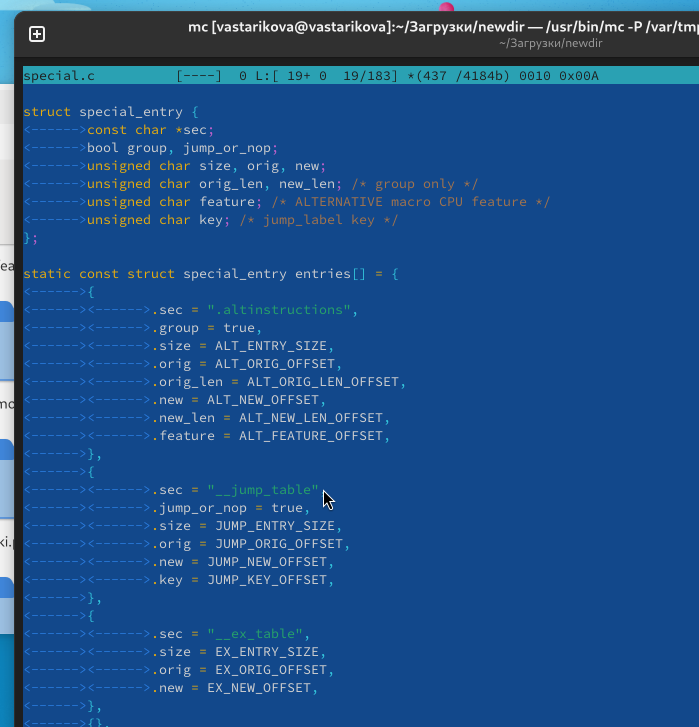 mc [vastarikova@vastarikova]:~/Загрузки/newdir — /usr/bin/mc -P /var/tmp
~/Загрузки/newdir
special.c          [----]  0 L:[ 19+ 0  19/183] *(437 /4184b) 0010 0x00A
struct special_entry {
<------>const char *sec;
<------>bool group, jump_or_nop;
<------>unsigned char size, orig, new;
<------>unsigned char orig_len, new_len; /* group only */
<------>unsigned char feature; /* ALTERNATIVE macro CPU feature */
<------>unsigned char key; /* jump_label key */
};
static const struct special_entry entries[] = {
<------>{
<------><------>.sec = ".altinstructions",
<------><------>.group = true,
<------><------>.size = ALT_ENTRY_SIZE,
<------><------>.orig = ALT_ORIG_OFFSET,
<------><------>.orig_len = ALT_ORIG_LEN_OFFSET,
<------><------>.new = ALT_NEW_OFFSET,
<------><------>.new_len = ALT_NEW_LEN_OFFSET,
<------><------>.feature = ALT_FEATURE_OFFSET,
<------>},
<------>{
<------><------>.sec = "__jump_table",
<------><------>.jump_or_nop = true,
<------><------>.size = JUMP_ENTRY_SIZE,
<------><------>.orig = JUMP_ORIG_OFFSET,
<------><------>.new = JUMP_NEW_OFFSET,
<------><------>.key = JUMP_KEY_OFFSET,
<------>},
<------>{
<------><------>.sec = "__ex_table",
<------><------>.size = EX_ENTRY_SIZE,
<------><------>.orig = EX_ORIG_OFFSET,
<------><------>.new = EX_NEW_OFFSET,
<------>},
<------>{},